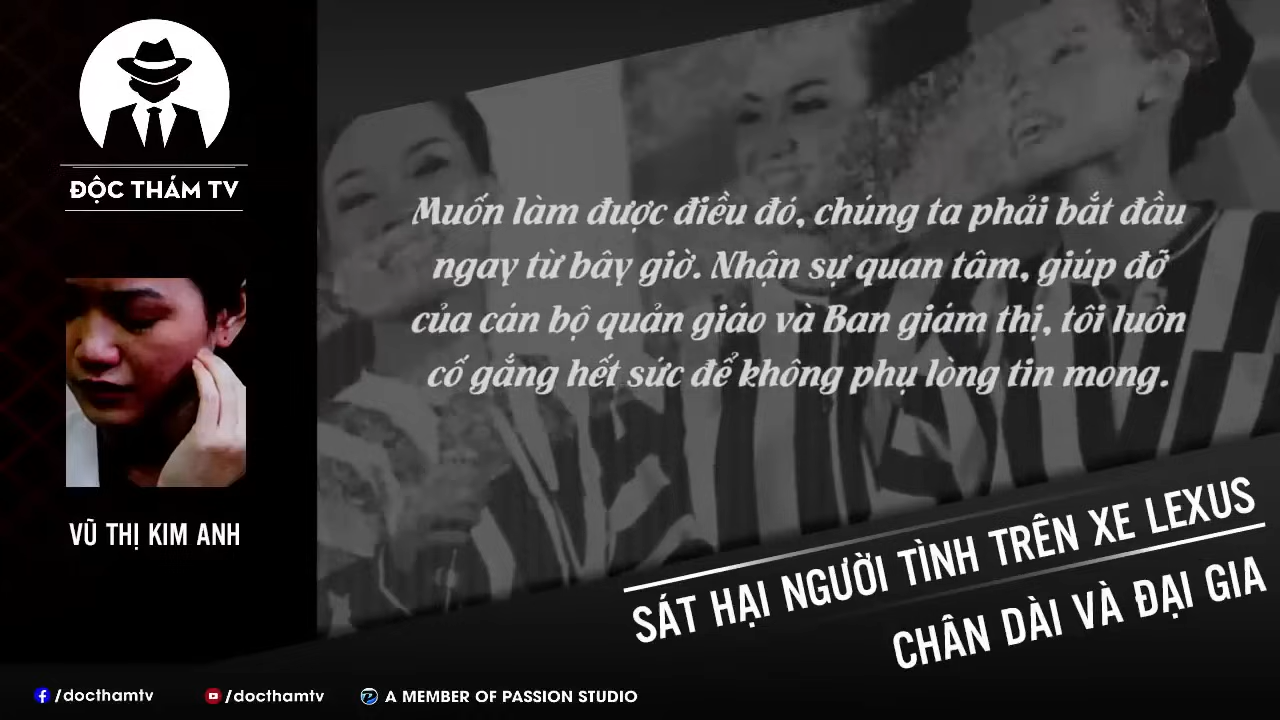 ĐỘC THÁM TV
VŨ THỊ KIM ANH
Muốn làm được điều đó, chúng ta phải bắt đầu
ngay từ bây giờ. Nhận sự quan tâm, giúp đỡ
của cán bộ quản giáo và Ban giám thị, tôi luôn
cố gắng hết sức để không phụ lòng tin mong.
SÁT HẠI NGƯỜI TÌNH TRÊN XE LEXUS
CHÂN DÀI VÀ ĐẠI GIA
/docthamtv
/docthamtv
A MEMBER OF PASSION STUDIO